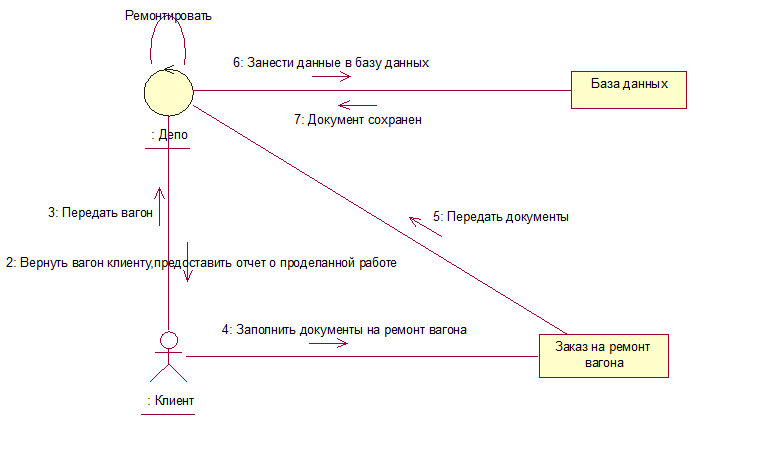 Ремонтировать
6: Занести данные в базу данных
База данных
7: Документ сохранен
: Депо
3: Передать вагон
5: Передать документы
2: Вернуть вагон клиенту,предоставить отчет о проделанной работе
4: Заполнить документы на ремонт вагона
Заказ на ремонт
вагона
: Клиент